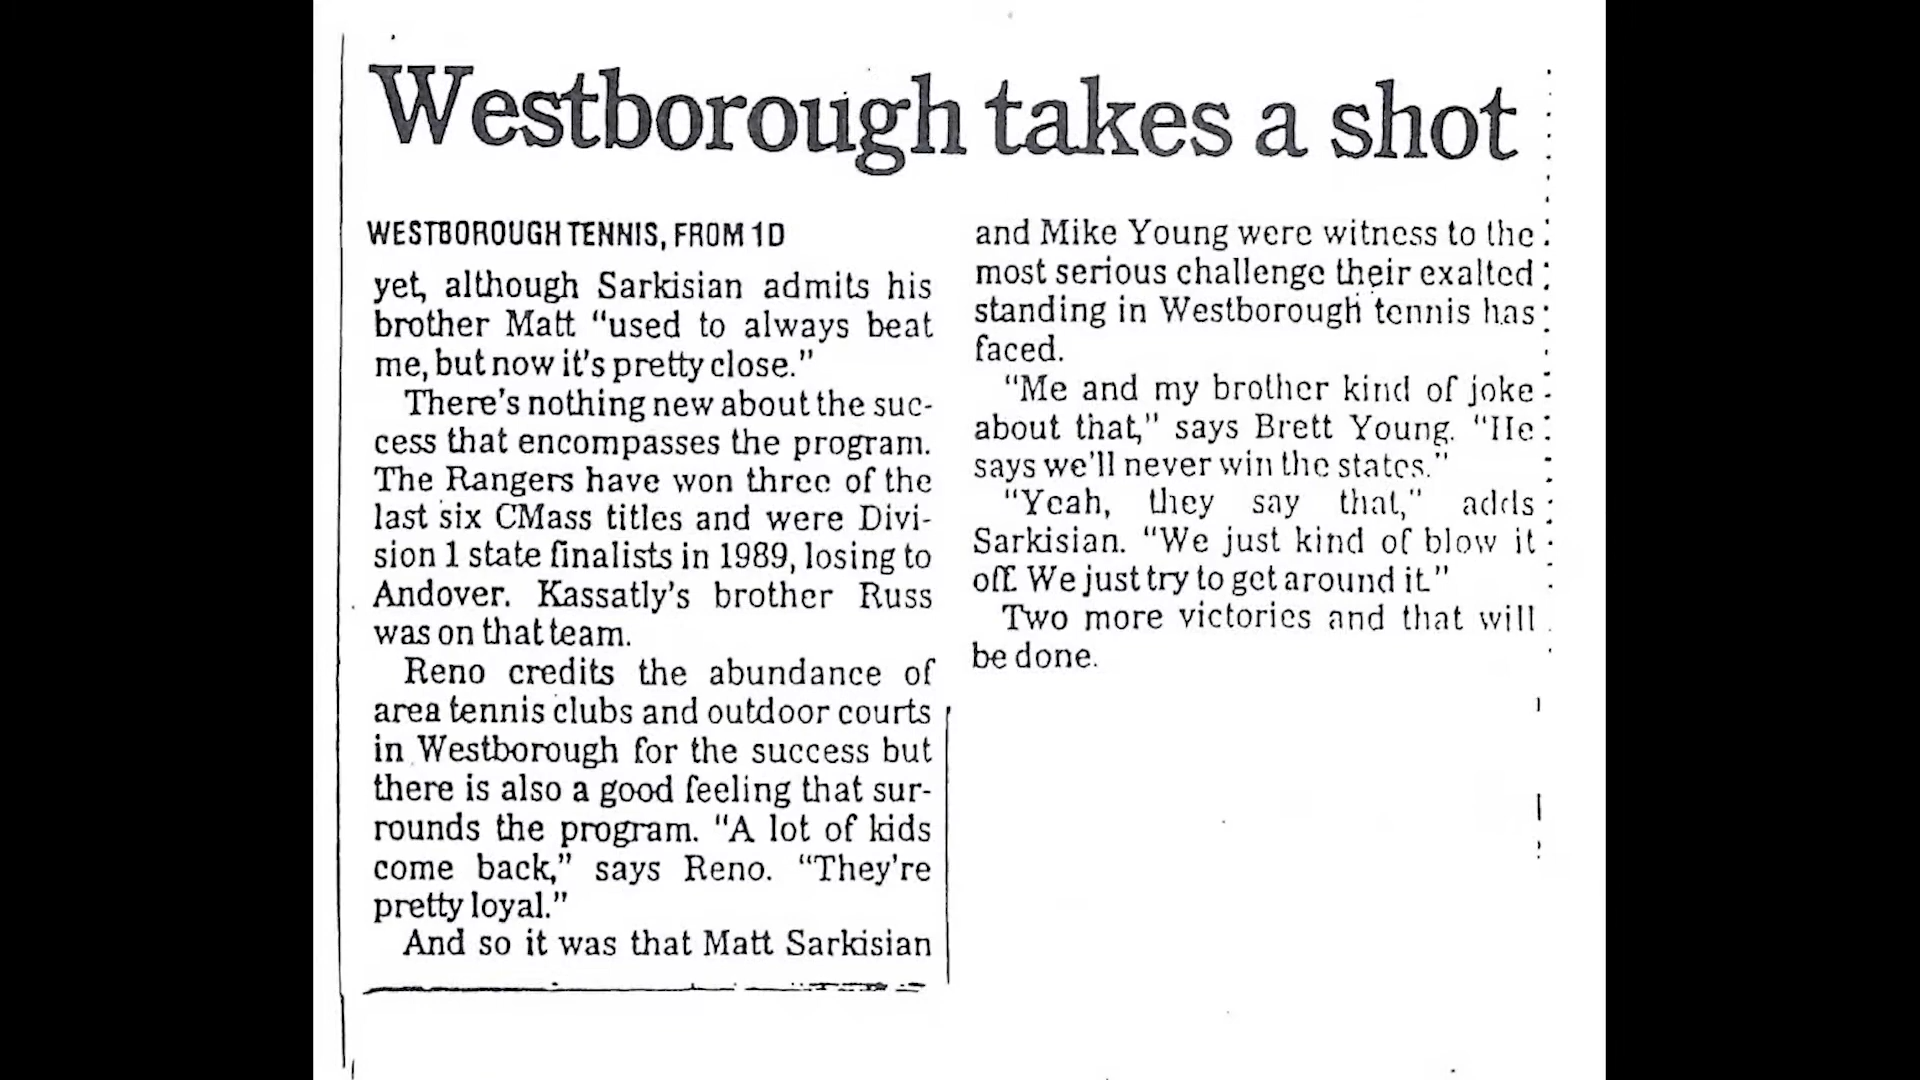 Westborough takes a shot
WESTBOROUGH TENNIS, FROM 1D
yet, although Sarkisian admits his
brother Matt “used to always beat
me, but now it's pretty close.”
There's nothing new about the suc-
cess that encompasses the program.
The Rangers have won three of the
last six CMass titles and were Divi-
sion 1 state finalists in 1989, losing to
Andover. Kassatly's brother Russ
was on that team.
Reno credits the abundance of
area tennis clubs and outdoor courts
in Westborough for the success but
there is also a good feeling that sur-
rounds the program. “A lot of kids
come back,” says Reno. “They're
pretty loyal.”
And so it was that Matt Sarkisian
and Mike Young were witness to the
most serious challenge their exalted
standing in Westborough tennis has
faced.
“Me and my brother kind of joke
about that,” says Brett Young. “He
says we'll never win the states.”
“Yeah, they say that,” adds
Sarkisian. “We just kind of blow it
off. We just try to get around it.”
Two more victories and that will
be done.